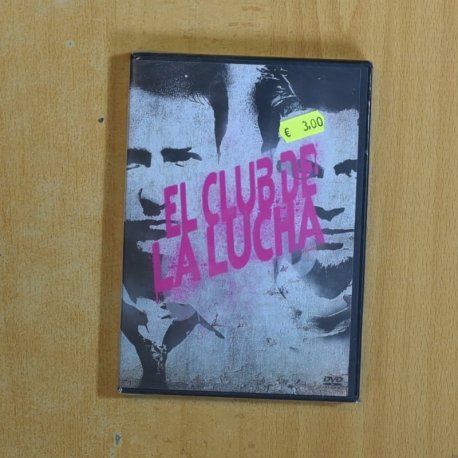 € 3,00
EL CLUB DE
LA LUCHA
DVD